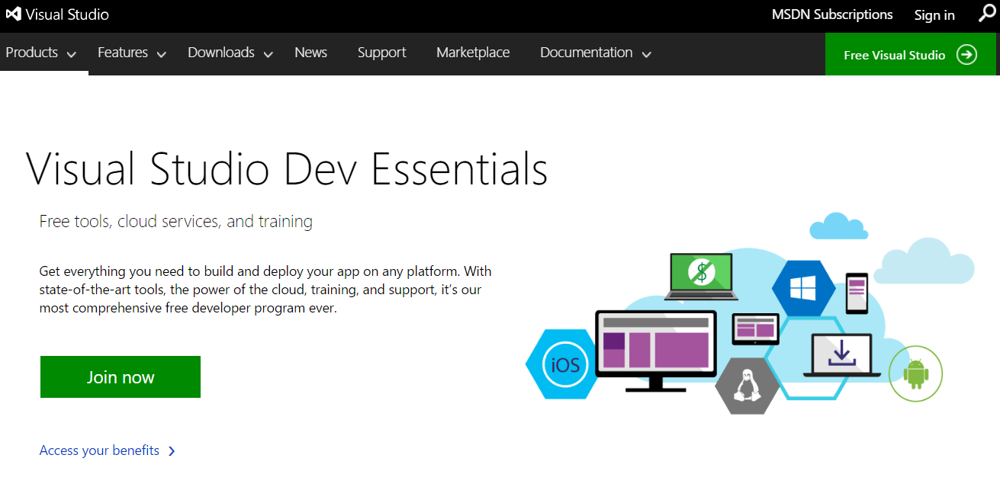 Visual Studio
MSDN Subscriptions
Sign in
Products
Features
Downloads
News
Support
Marketplace
Documentation
Free Visual Studio
Visual Studio Dev Essentials
Free tools, cloud services, and training
Get everything you need to build and deploy your app on any platform. With
state-of-the-art tools, the power of the cloud, training, and support, it's our
most comprehensive free developer program ever.
Join now
Access your benefits
$
iOS